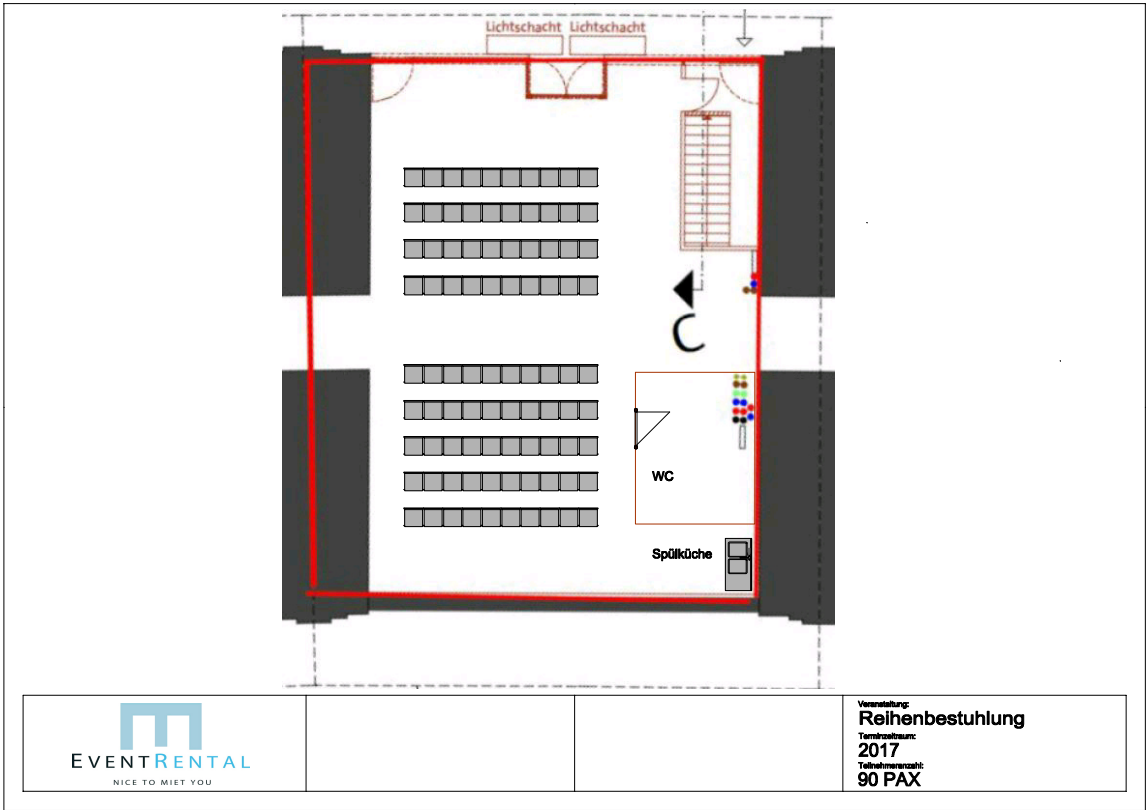 Lichtschacht Lichtschacht
C
WC
Spülküche
EVENTRENTAL
NICE TO MIET YOU
Veranstaltung:
Reihenbestuhlung
Terminzeitraum:
2017
Teilnehmeranzahl:
90 PAX